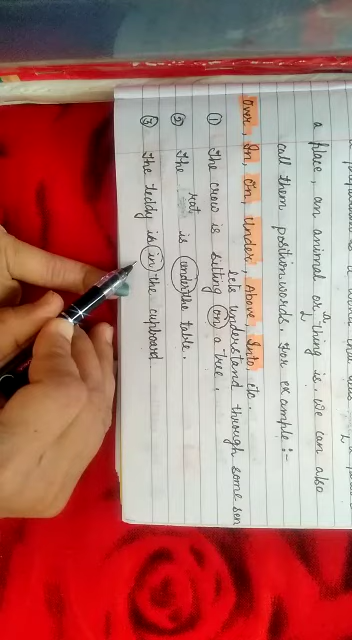 a place, an animal or a thing is. We can also
call them position words. For example :-
Over, In, On, Under, Above, Into etc.
lets understand through some sen
① The crow is sitting on a tree,
② The rat is under the table.
③ The teddy is in the cupboard